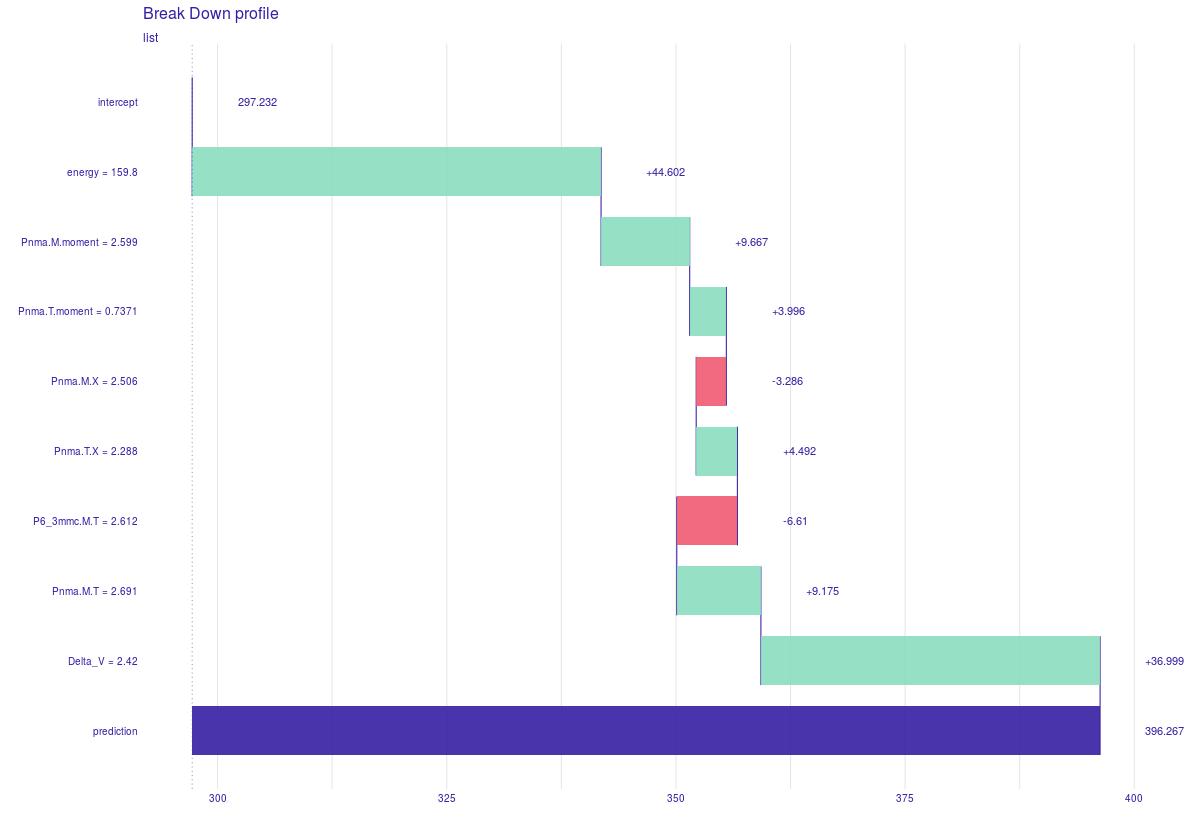 Break Down profile
list
intercept 297.232
energy = 159.8 +44.602
Pnma.M.moment = 2.599 +9.667
Pnma.T.moment = 0.7371 +3.996
Pnma.M.X = 2.506 -3.286
Pnma.T.X = 2.288 +4.492
P6_3mmc.M.T = 2.612 -6.61
Pnma.M.T = 2.691 +9.175
Delta_V = 2.42 +36.999
prediction 396.267
300 325 350 375 400